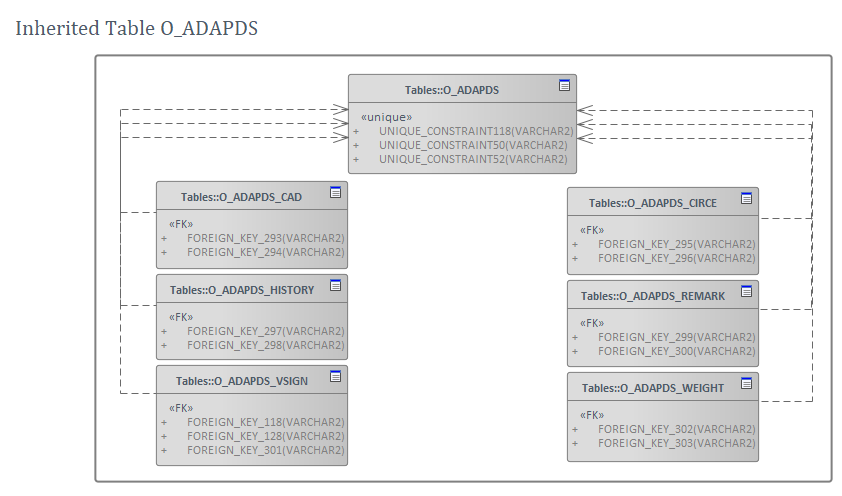 Inherited Table O_ADAPDS
Tables::O_ADAPDS
«unique»
+ UNIQUE_CONSTRAINT118(VARCHAR2)
+ UNIQUE_CONSTRAINT50(VARCHAR2)
+ UNIQUE_CONSTRAINT52(VARCHAR2)
Tables::O_ADAPDS_CAD
«FK»
+ FOREIGN_KEY_293(VARCHAR2)
+ FOREIGN_KEY_294(VARCHAR2)
Tables::O_ADAPDS_CIRCE
«FK»
+ FOREIGN_KEY_295(VARCHAR2)
+ FOREIGN_KEY_296(VARCHAR2)
Tables::O_ADAPDS_HISTORY
«FK»
+ FOREIGN_KEY_297(VARCHAR2)
+ FOREIGN_KEY_298(VARCHAR2)
Tables::O_ADAPDS_REMARK
«FK»
+ FOREIGN_KEY_299(VARCHAR2)
+ FOREIGN_KEY_300(VARCHAR2)
Tables::O_ADAPDS_VSIGN
«FK»
+ FOREIGN_KEY_118(VARCHAR2)
+ FOREIGN_KEY_128(VARCHAR2)
+ FOREIGN_KEY_301(VARCHAR2)
Tables::O_ADAPDS_WEIGHT
«FK»
+ FOREIGN_KEY_302(VARCHAR2)
+ FOREIGN_KEY_303(VARCHAR2)